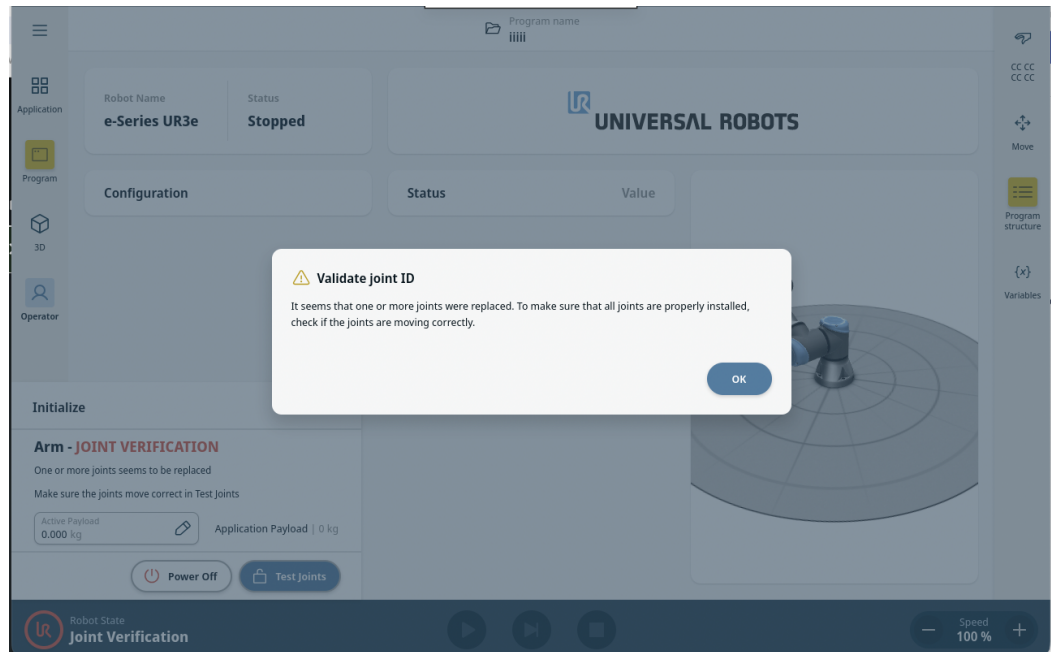 Program name
iiiii
Application
Robot Name
e-Series UR3e
Status
Stopped
UR
UNIVERSAL ROBOTS
CC CC
CC CC
Move
Program
Configuration
Status
Value
Program
structure
3D
{x}
Variables
Operator
Validate joint ID
It seems that one or more joints were replaced. To make sure that all joints are properly installed,
check if the joints are moving correctly.
OK
Initialize
Arm - JOINT VERIFICATION
One or more joints seems to be replaced
Make sure the joints move correct in Test Joints
Active Payload
0.000 kg
Application Payload | 0 kg
Power Off
Test Joints
UR
Robot State
Joint Verification
Speed
100 %